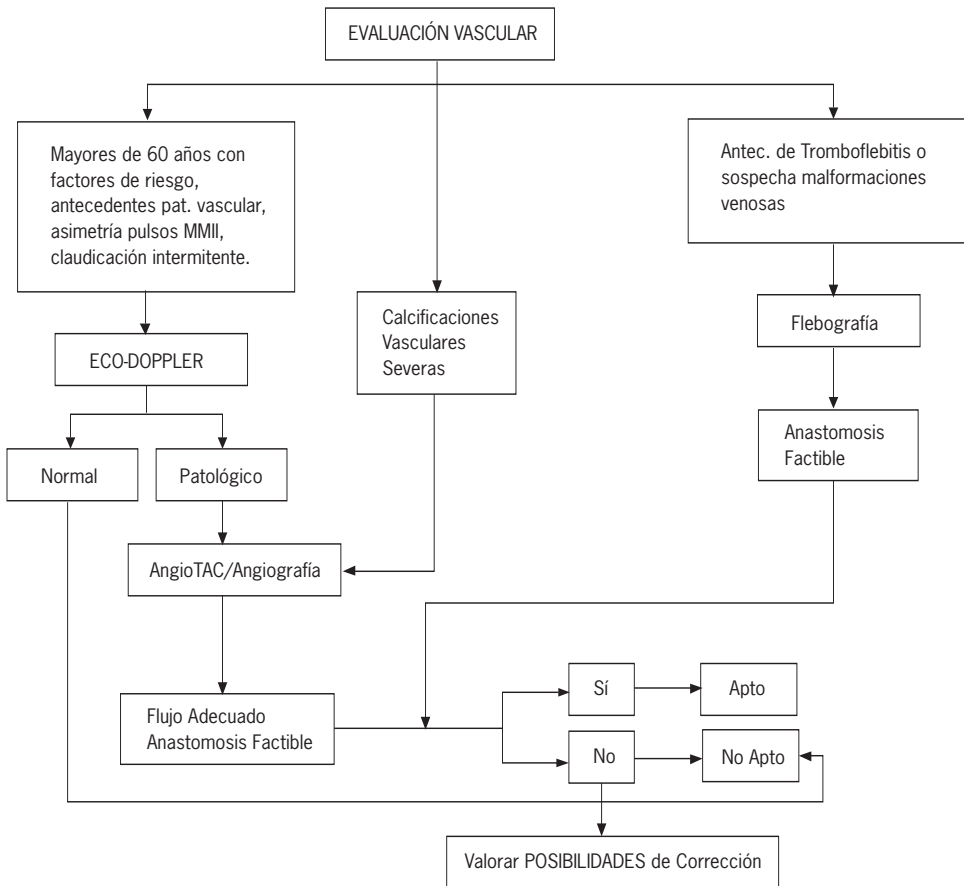 EVALUACIÓN VASCULAR
Mayores de 60 años con
factores de riesgo,
antecedentes pat. vascular,
asimetría pulsos MMII,
claudicación intermitente.
Antec. de Tromboflebitis o
sospecha malformaciones
venosas
Calcificaciones
Vasculares
Severas
Flebografía
ECO-DOPPLER
Anastomosis
Factible
Normal
Patológico
AngioTAC/Angiografía
Flujo Adecuado
Anastomosis Factible
Sí
Apto
No
No Apto
Valorar POSIBILIDADES de Corrección